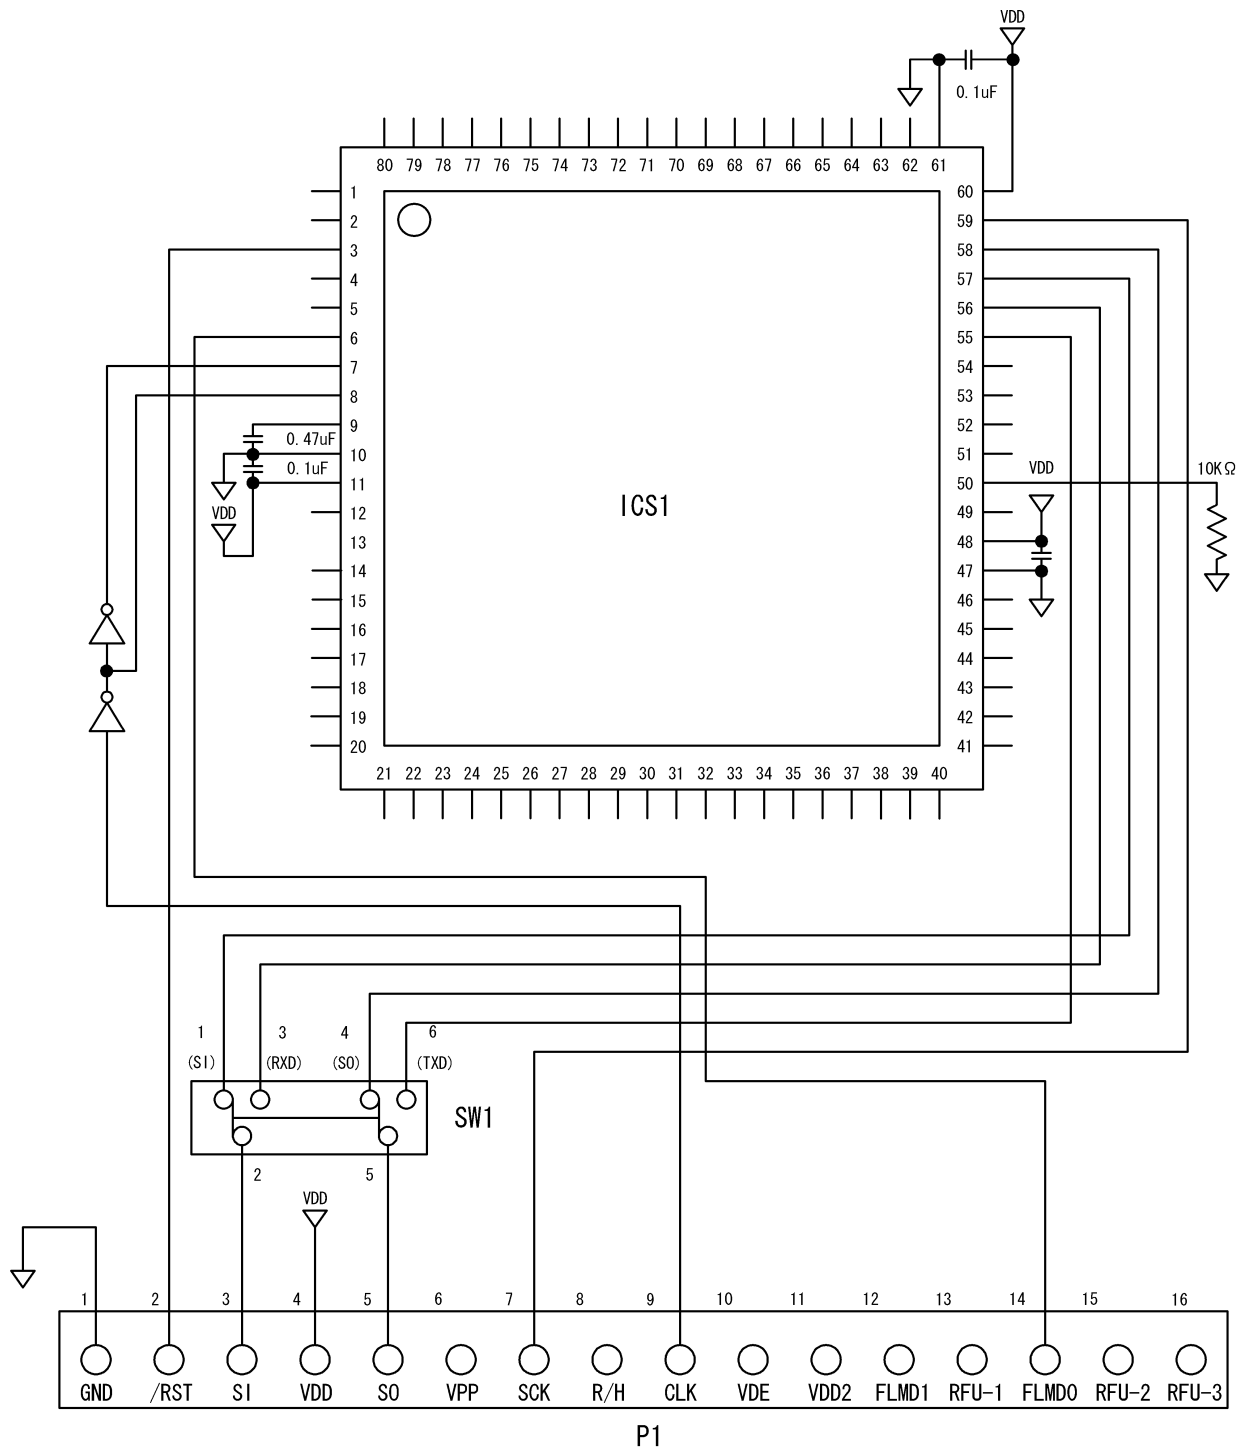 VDD
0.1uF
80 79 78 77 76 75 74 73 72 71 70 69 68 67 66 65 64 63 62 61
1 60
2 59
3 58
4 57
5 56
6 55
7 54
8 53
9 52
0.47uF
10 51
0.1uF VDD 10KΩ
11 50
ICS1
VDD
12 49
13 48
14 47
15 46
16 45
17 44
18 43
19 42
20 41
21 22 23 24 25 26 27 28 29 30 31 32 33 34 35 36 37 38 39 40
1 3 4 6
(SI) (RXD) (SO) (TXD)
SW1
2 5
VDD
1 2 3 4 5 6 7 8 9 10 11 12 13 14 15 16
GND /RST SI VDD SO VPP SCK R/H CLK VDE VDD2 FLMD1 RFU-1 FLMD0 RFU-2 RFU-3
P1